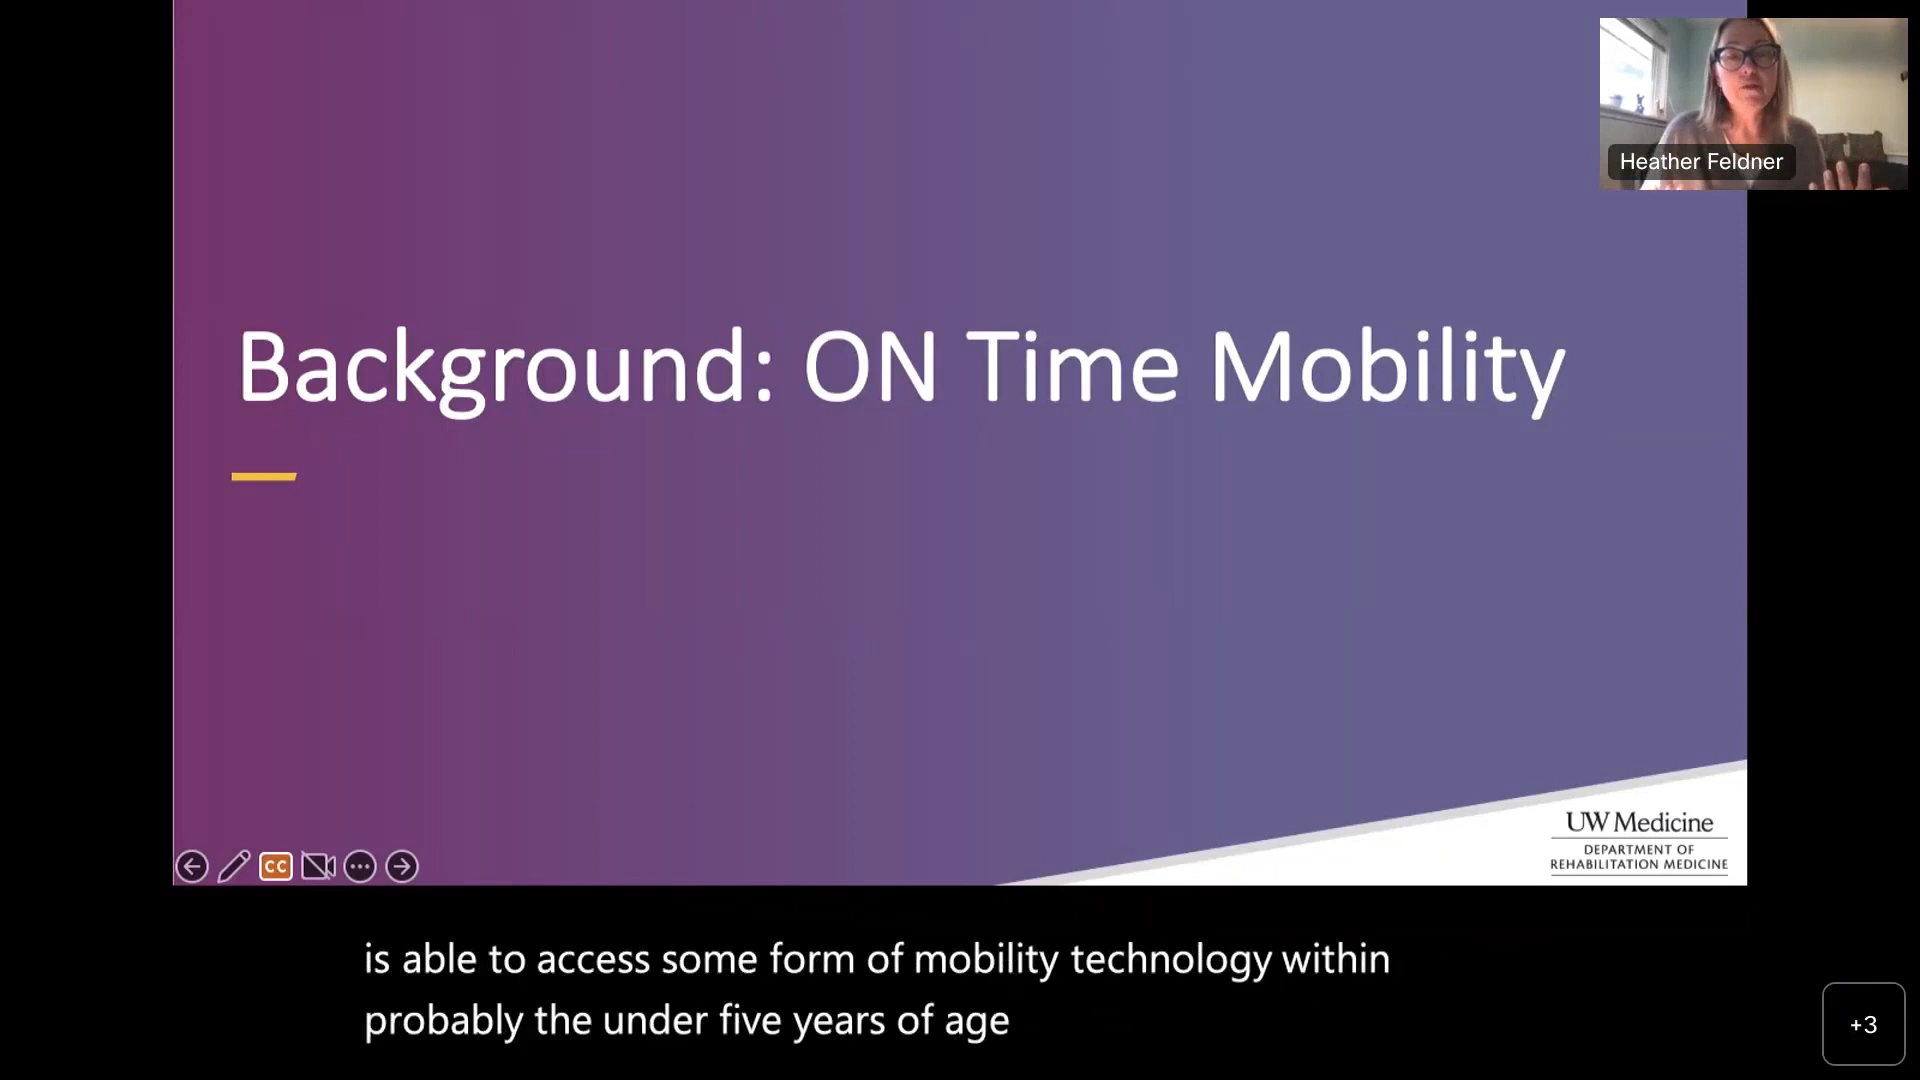 Heather Feldner
Background: ON Time Mobility
CC
UW Medicine
DEPARTMENT OF
REHABILITATION MEDICINE
is able to access some form of mobility technology within
probably the under five years of age
+3